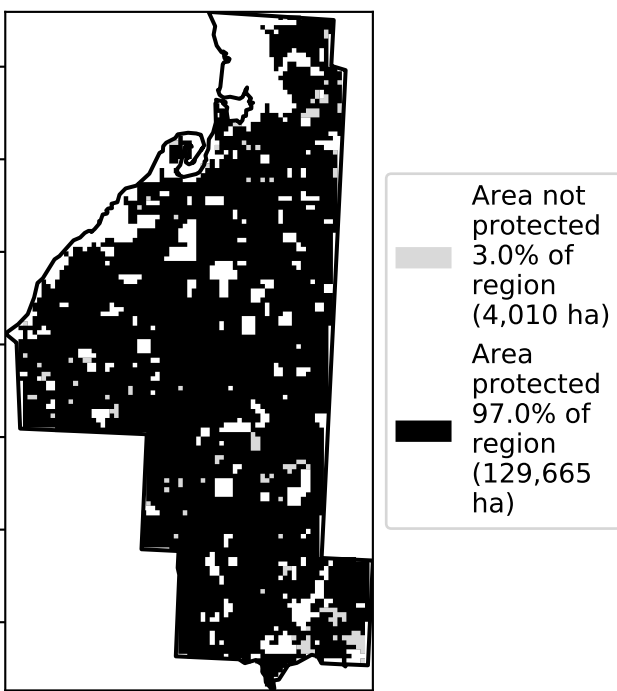 Area not
protected
3.0% of
region
(4,010 ha)
Area
protected
97.0% of
region
(129,665
ha)